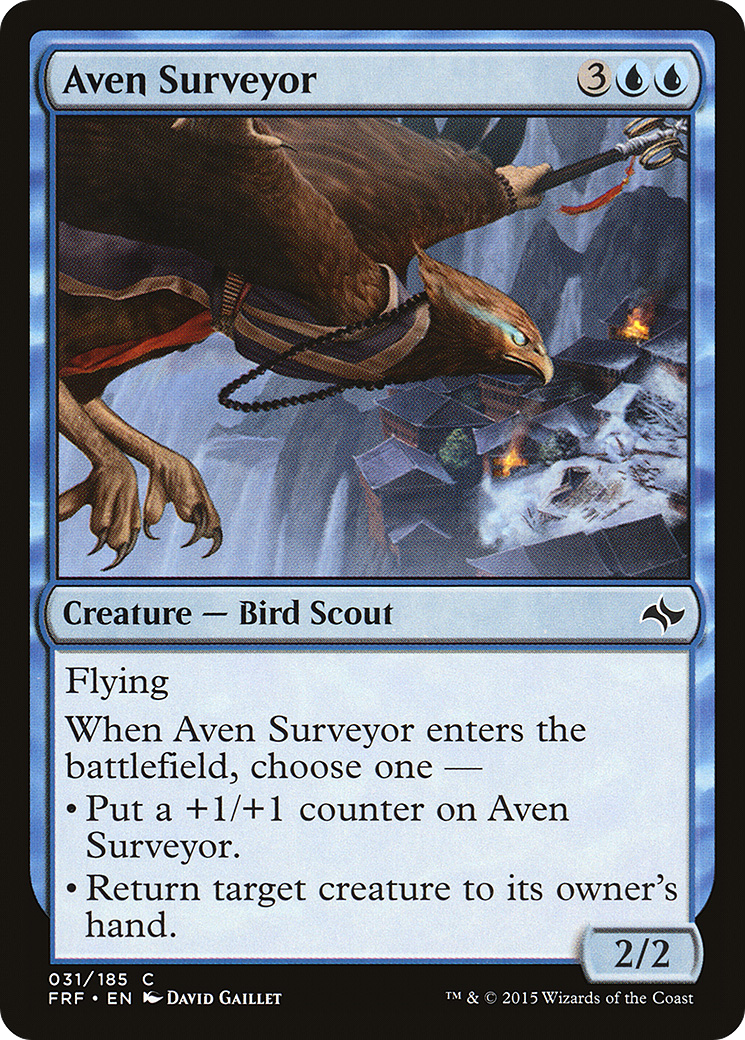 Aven Surveyor 3
Creature — Bird Scout
Flying
When Aven Surveyor enters the
battlefield, choose one —
• Put a +1/+1 counter on Aven
Surveyor.
• Return target creature to its owner's
hand.
2/2
031/185 C
FRF • EN DAVID GAILLET
™ & © 2015 Wizards of the Coast